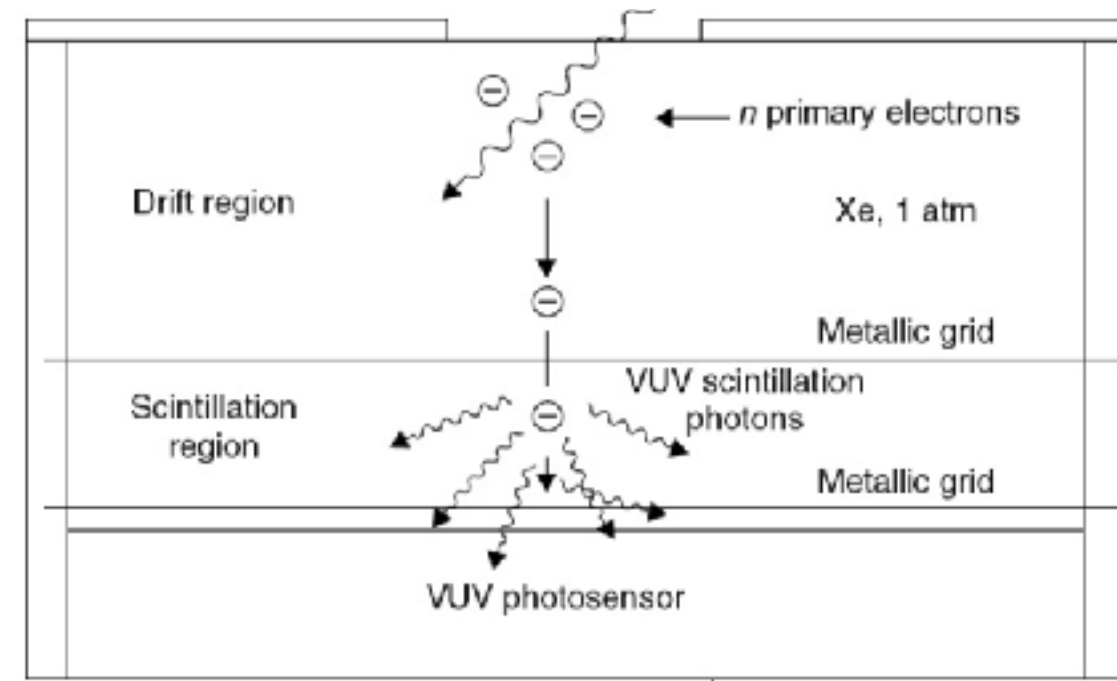 n primary electrons
Drift region
Xe, 1 atm
Metallic grid
VUV scintillation
photons
Scintillation
region
Metallic grid
VUV photosensor